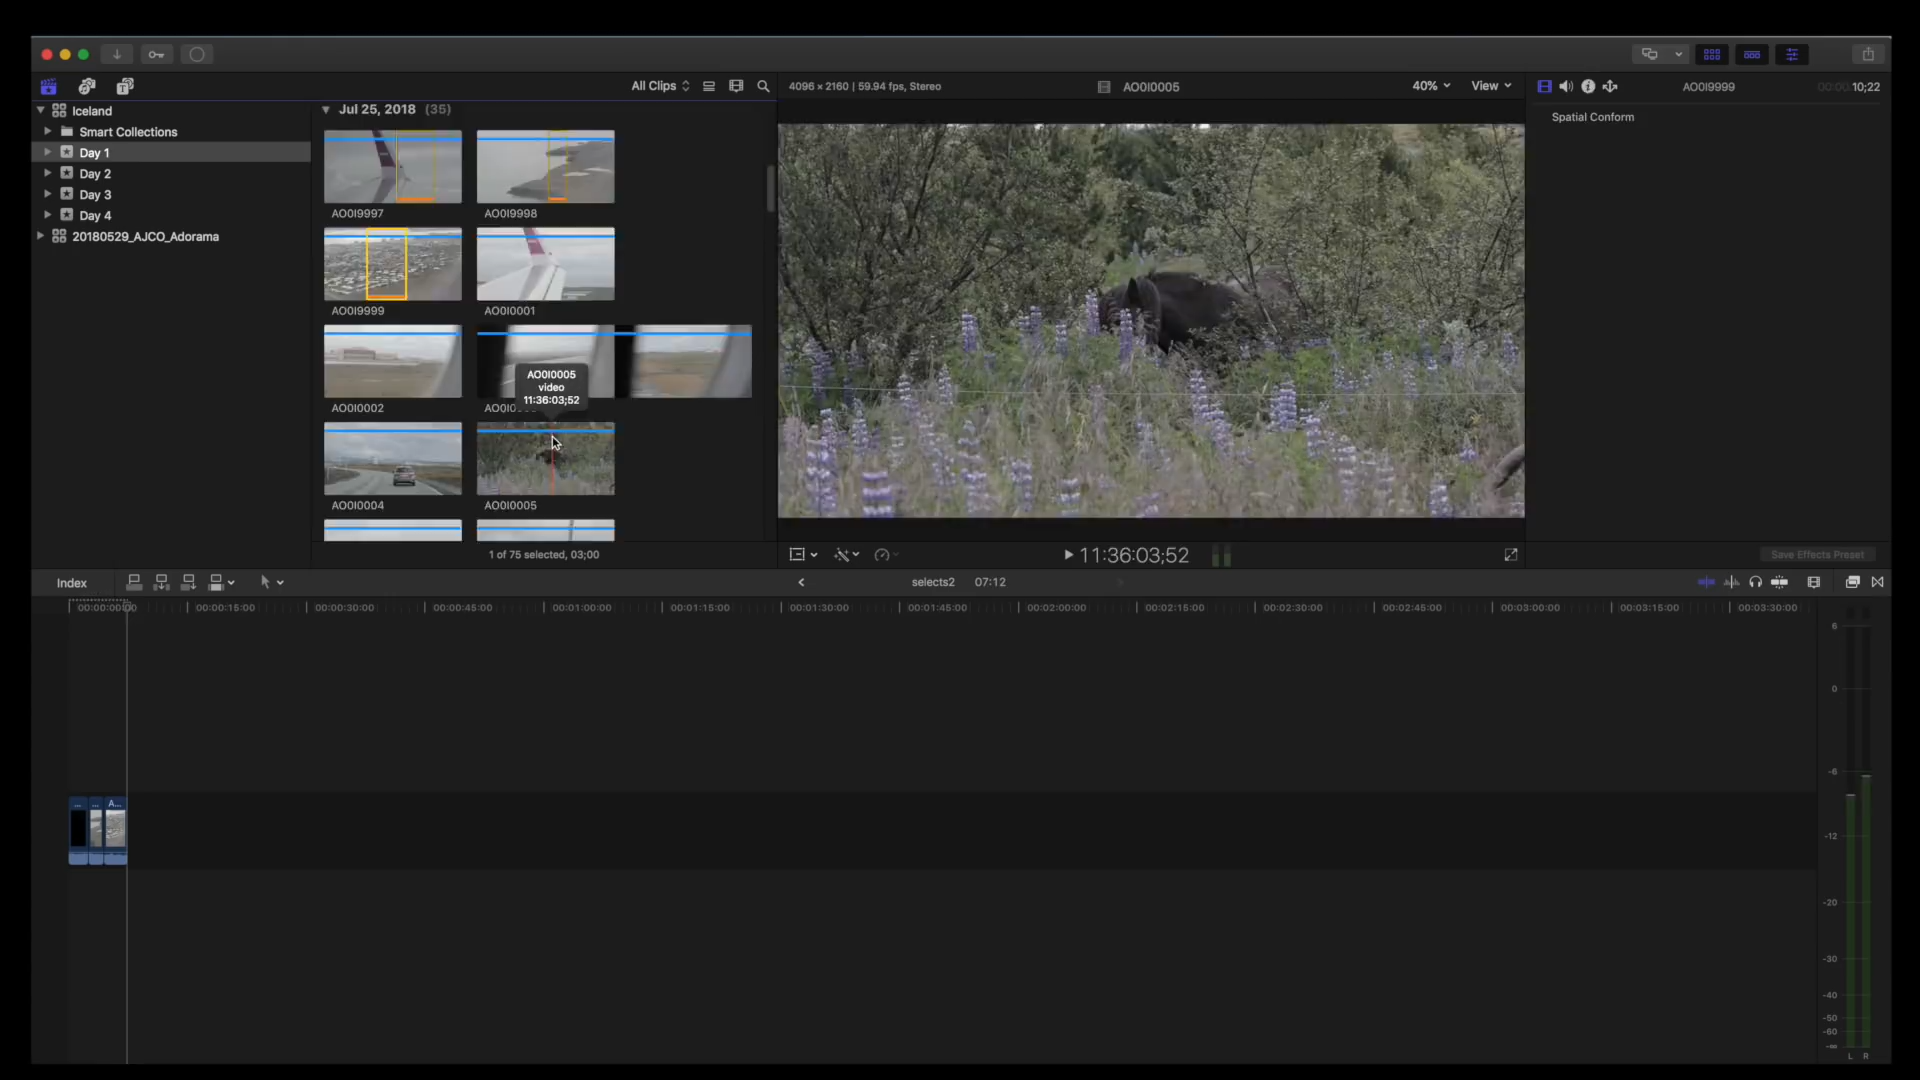 All Clips
4096 × 2160 | 59.94 fps, Stereo
AO0I0005
40%
View
AO0I9999
00:00:10;22
Iceland
Smart Collections
Day 1
Day 2
Day 3
Day 4
20180529_AJCO_Adorama
Jul 25, 2018 (35)
AO0I9997
AO0I9998
AO0I9999
AO0I0001
AO0I0002
AO0I0005
video
11:36:03;52
AO0I0004
AO0I0005
1 of 75 selected, 03;00
Spatial Conform
11:36:03;52
Save Effects Preset
Index
selects2
07:12
00:00:00:00
00:00:15:00
00:00:30:00
00:00:45:00
00:01:00:00
00:01:15:00
00:01:30:00
00:01:45:00
00:02:00:00
00:02:15:00
00:02:30:00
00:02:45:00
00:03:00:00
00:03:15:00
00:03:30:00
...
...
A...
6
0
-6
-12
-20
-30
-40
-50
-60
-∞
L R